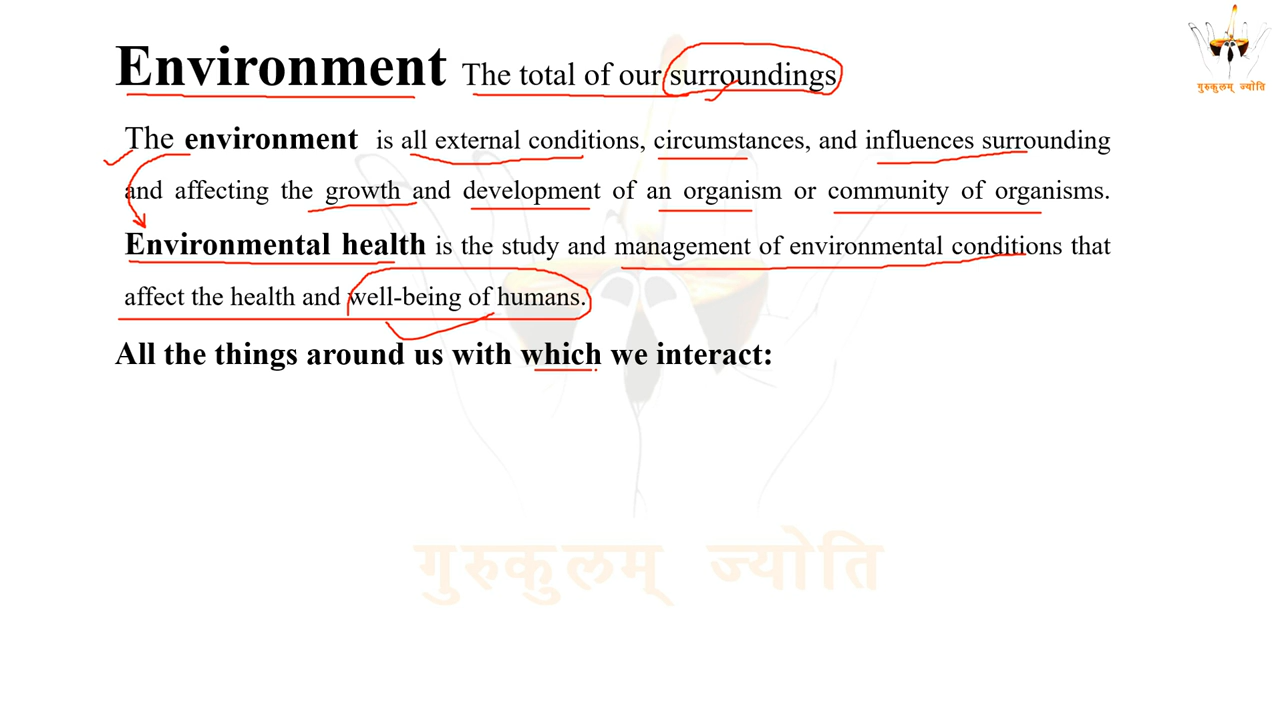 गुरुकुलम् ज्योति
Environment The total of our surroundings
The environment is all external conditions, circumstances, and influences surrounding
and affecting the growth and development of an organism or community of organisms.
Environmental health is the study and management of environmental conditions that
affect the health and well-being of humans.
All the things around us with which we interact:
गुरुकुलम् ज्योति